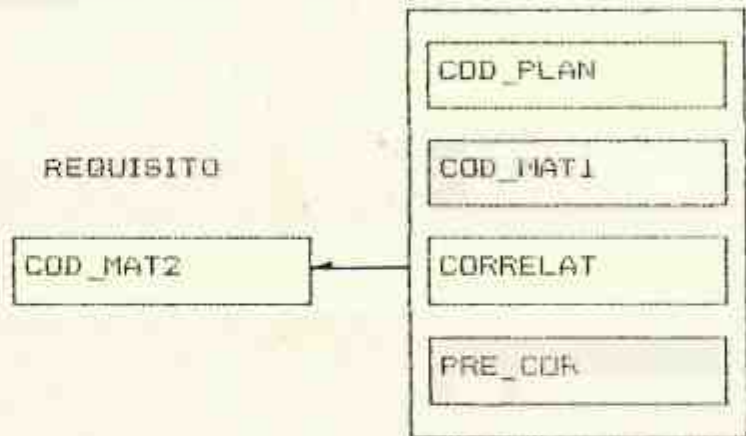 REQUISITO
COD_MAT2
COD_PLAN
COD_MAT1
CORRELAT
PRE_COR